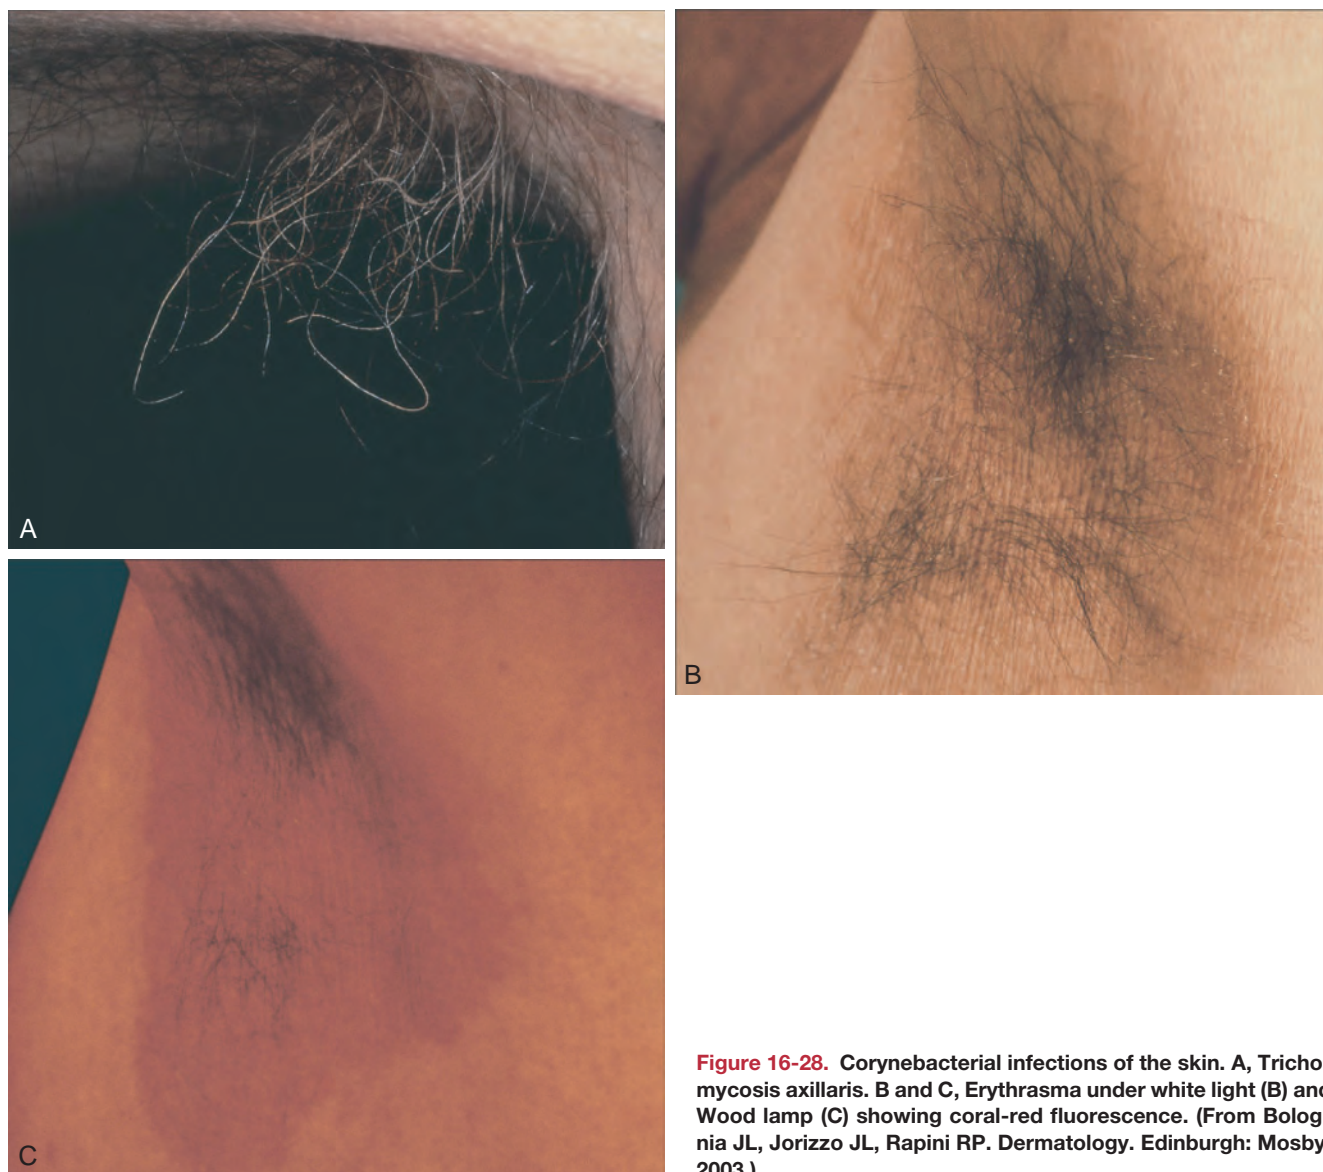 A
B
C
Figure 16-28. Corynebacterial infections of the skin. A, Tricho
mycosis axillaris. B and C, Erythrasma under white light (B) and
Wood lamp (C) showing coral-red fluorescence. (From Bolog
nia JL, Jorizzo JL, Rapini RP. Dermatology. Edinburgh: Mosby
2003.)